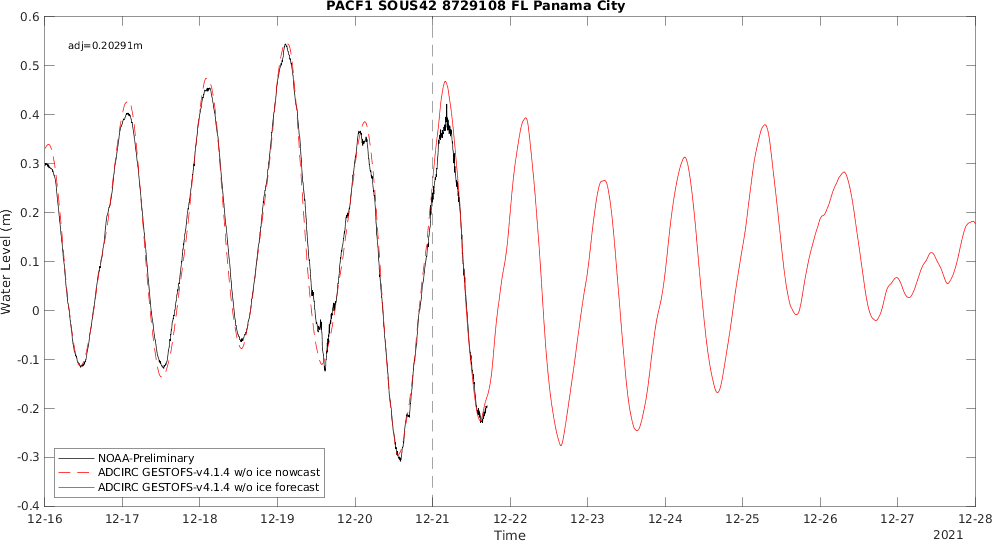 PACF1 SOUS42 8729108 FL Panama City
adj=0.20291m
0.6
0.5
0.4
0.3
0.2
0.1
0
-0.1
-0.2
-0.3
-0.4
Water Level (m)
NOAA-Preliminary
ADCIRC GESTOFS-v4.1.4 w/o ice nowcast
ADCIRC GESTOFS-v4.1.4 w/o ice forecast
12-16 12-17 12-18 12-19 12-20 12-21 12-22 12-23 12-24 12-25 12-26 12-27 12-28
Time
2021